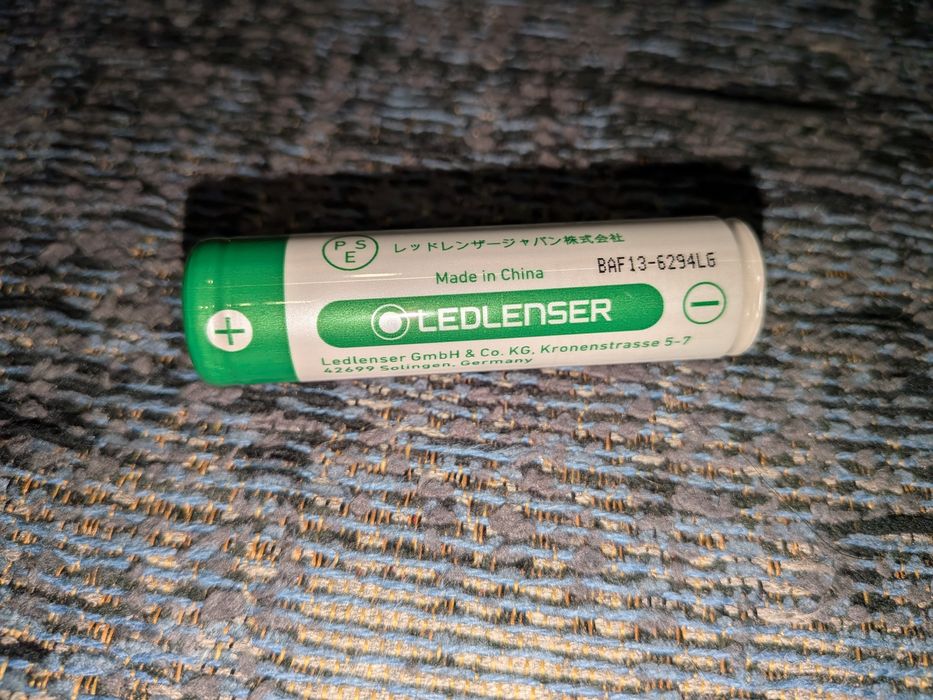 PS
E
レッドレンザージャパン株式会社
Made in China
BAF13-6294LG
+
LEDLENSER
−
Ledlenser GmbH & Co. KG, Kronenstrasse 5-7
42699 Solingen, Germany